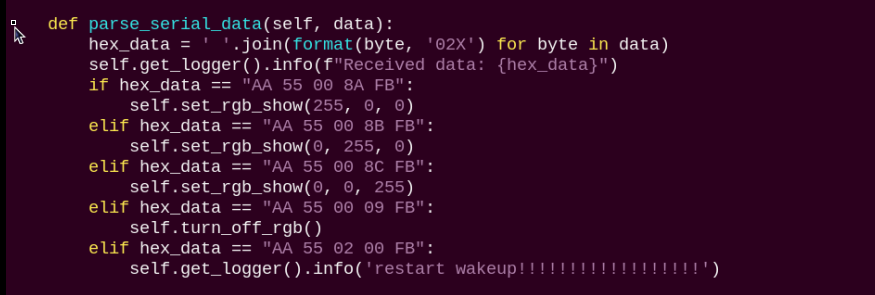 def parse_serial_data(self, data):
    hex_data = ' '.join(format(byte, '02X') for byte in data)
    self.get_logger().info(f"Received data: {hex_data}")
    if hex_data == "AA 55 00 8A FB":
        self.set_rgb_show(255, 0, 0)
    elif hex_data == "AA 55 00 8B FB":
        self.set_rgb_show(0, 255, 0)
    elif hex_data == "AA 55 00 8C FB":
        self.set_rgb_show(0, 0, 255)
    elif hex_data == "AA 55 00 09 FB":
        self.turn_off_rgb()
    elif hex_data == "AA 55 02 00 FB":
        self.get_logger().info('restart wakeup!!!!!!!!!!!!!!!!!!')